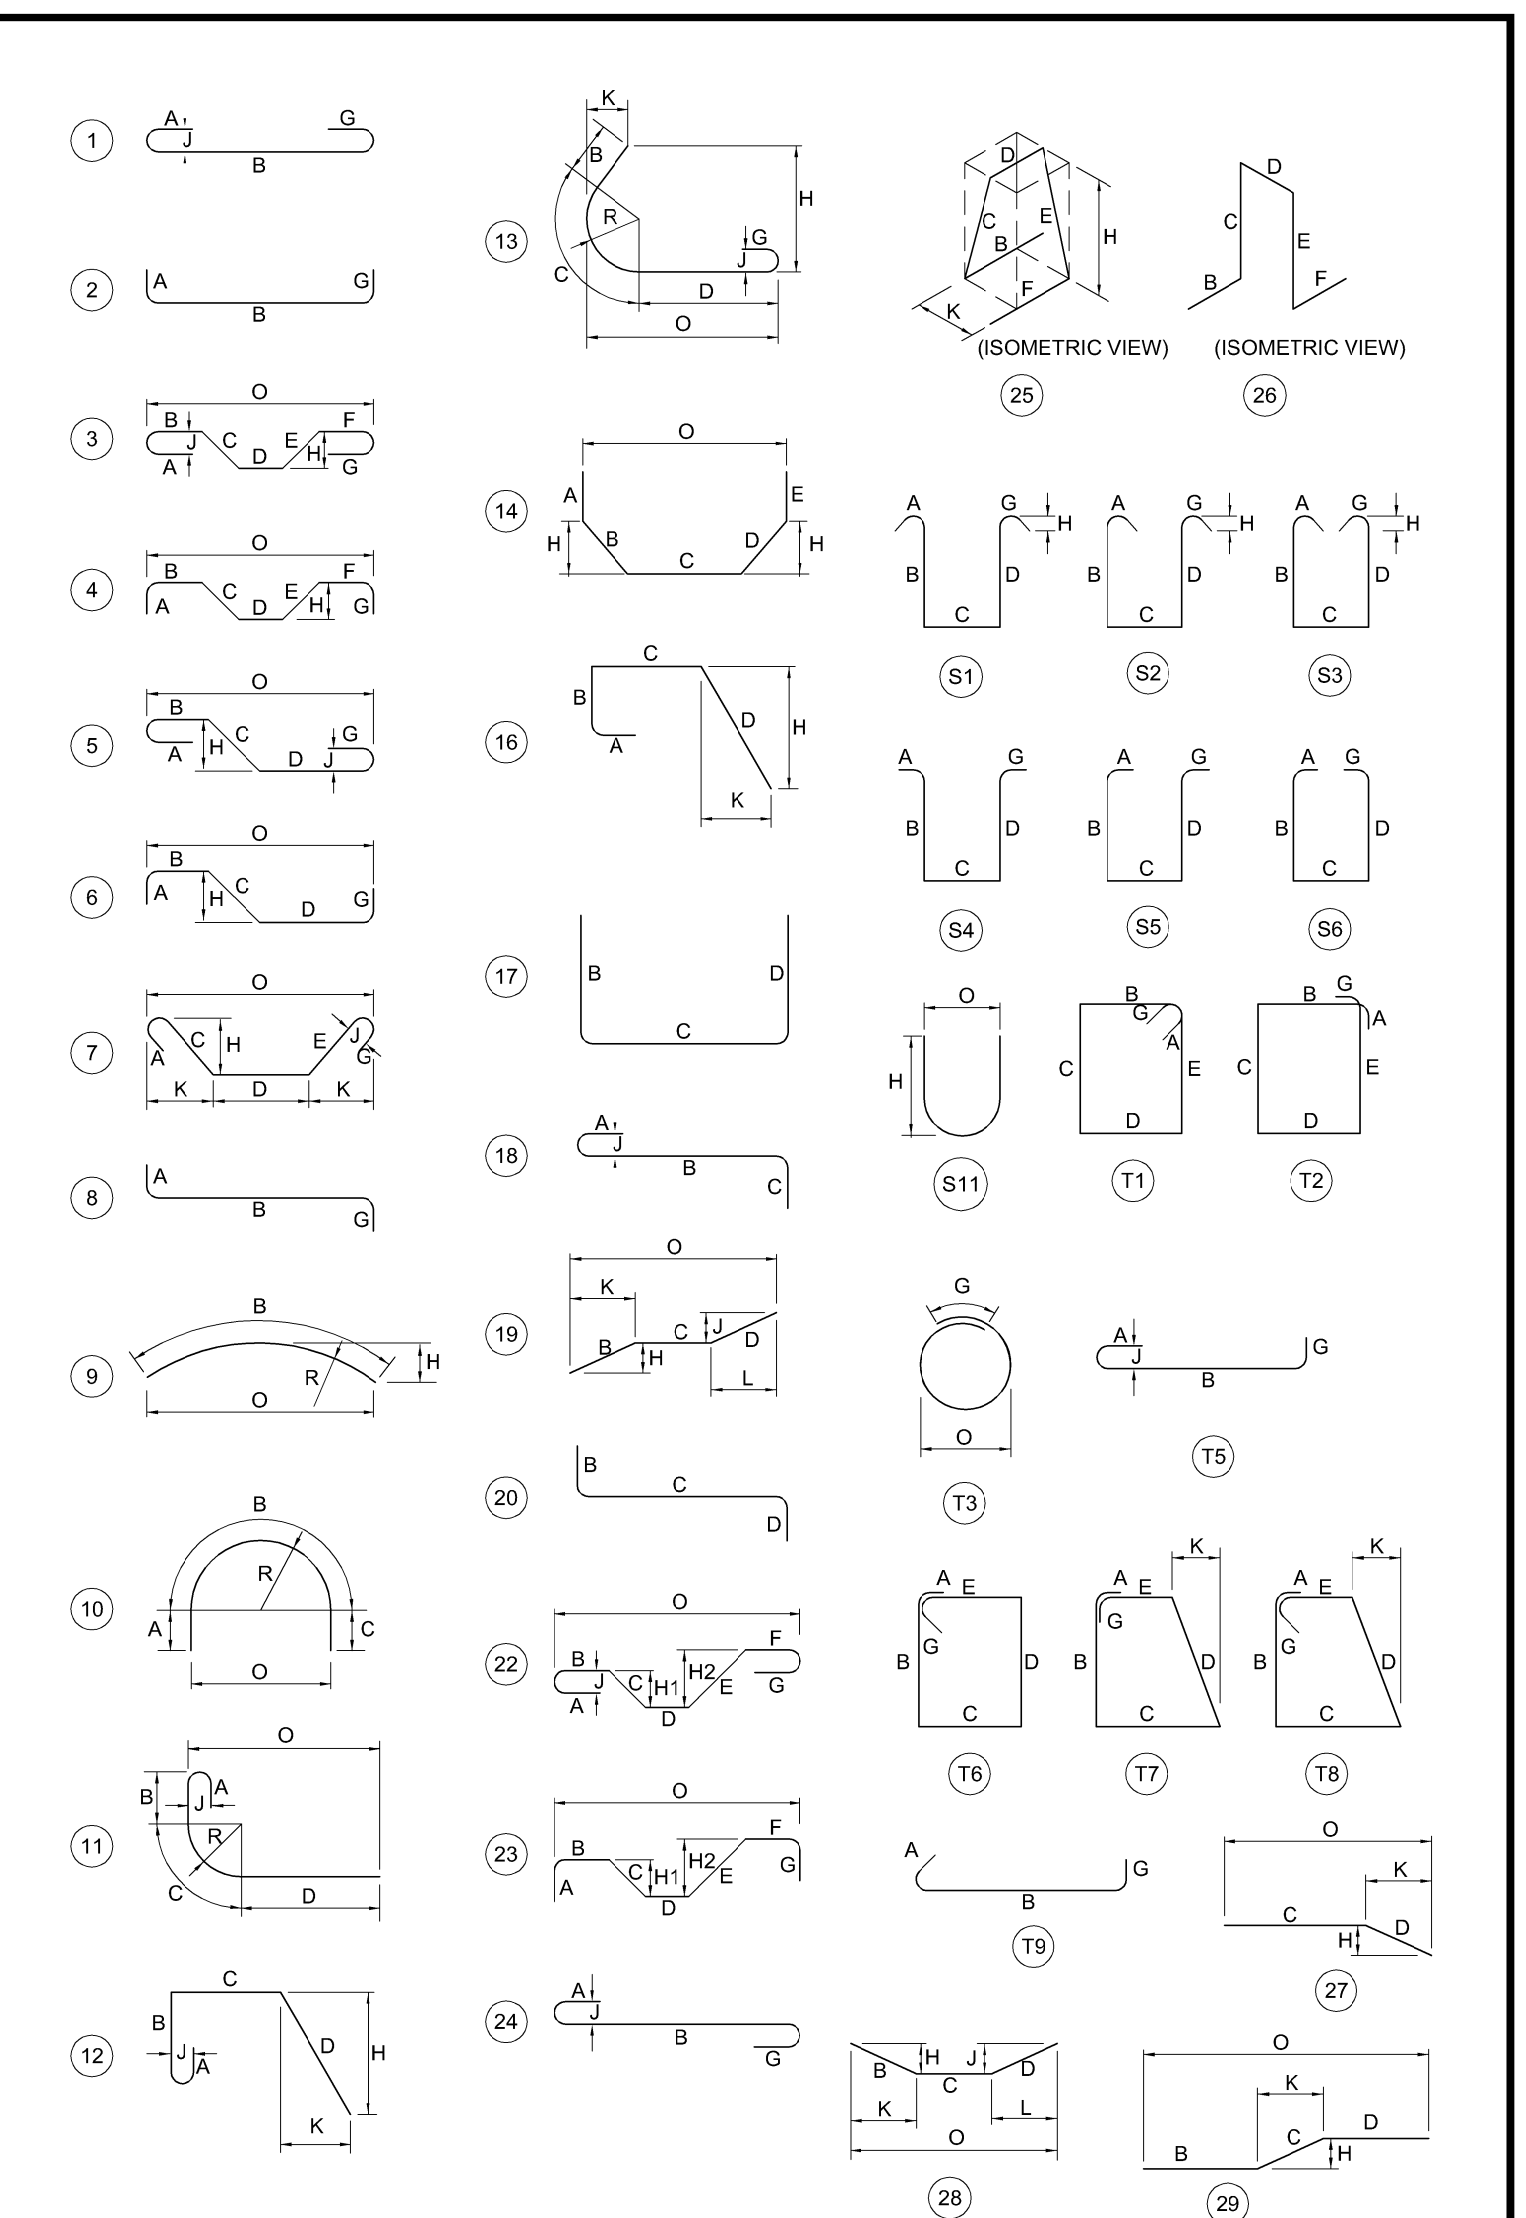 1
A
J
G
B
2
A
G
B
3
O
B
J
C
E
F
H
A
D
G
4
O
B
F
A
C
D
E
H
G
5
O
B
A
H
C
D
J
G
6
O
B
A
H
C
D
G
7
O
A
C
H
E
J
G
K
D
K
8
A
B
G
9
B
R
H
O
10
B
R
A
C
O
11
O
B
A
J
R
C
D
12
C
B
J
A
D
H
K
13
K
B
R
H
G
J
C
D
O
14
O
A
E
H
B
C
D
H
16
C
B
A
D
H
K
17
B
D
C
18
A
J
B
C
19
O
K
B
C
J
H
D
L
20
B
C
D
22
O
B
J
C
H1
H2
E
F
A
D
G
23
O
B
A
C
H1
H2
E
F
D
G
24
A
J
B
G
D
C
E
B
H
F
K
(ISOMETRIC VIEW)
25
D
C
E
B
F
(ISOMETRIC VIEW)
26
A
G
H
B
D
C
S1
A
G
H
B
D
C
S2
A
G
H
B
D
C
S3
A
G
B
D
C
S4
A
G
B
D
C
S5
A
G
B
D
C
S6
O
H
S11
B
G
A
C
E
D
T1
G
B
A
C
E
D
T2
G
O
T3
A
J
G
B
T5
A
E
G
B
D
C
T6
K
A
E
G
B
D
C
T7
K
A
E
G
B
D
C
T8
A
G
B
T9
O
K
C
D
H
27
H
J
B
C
D
K
L
O
28
O
K
D
C
B
H
29